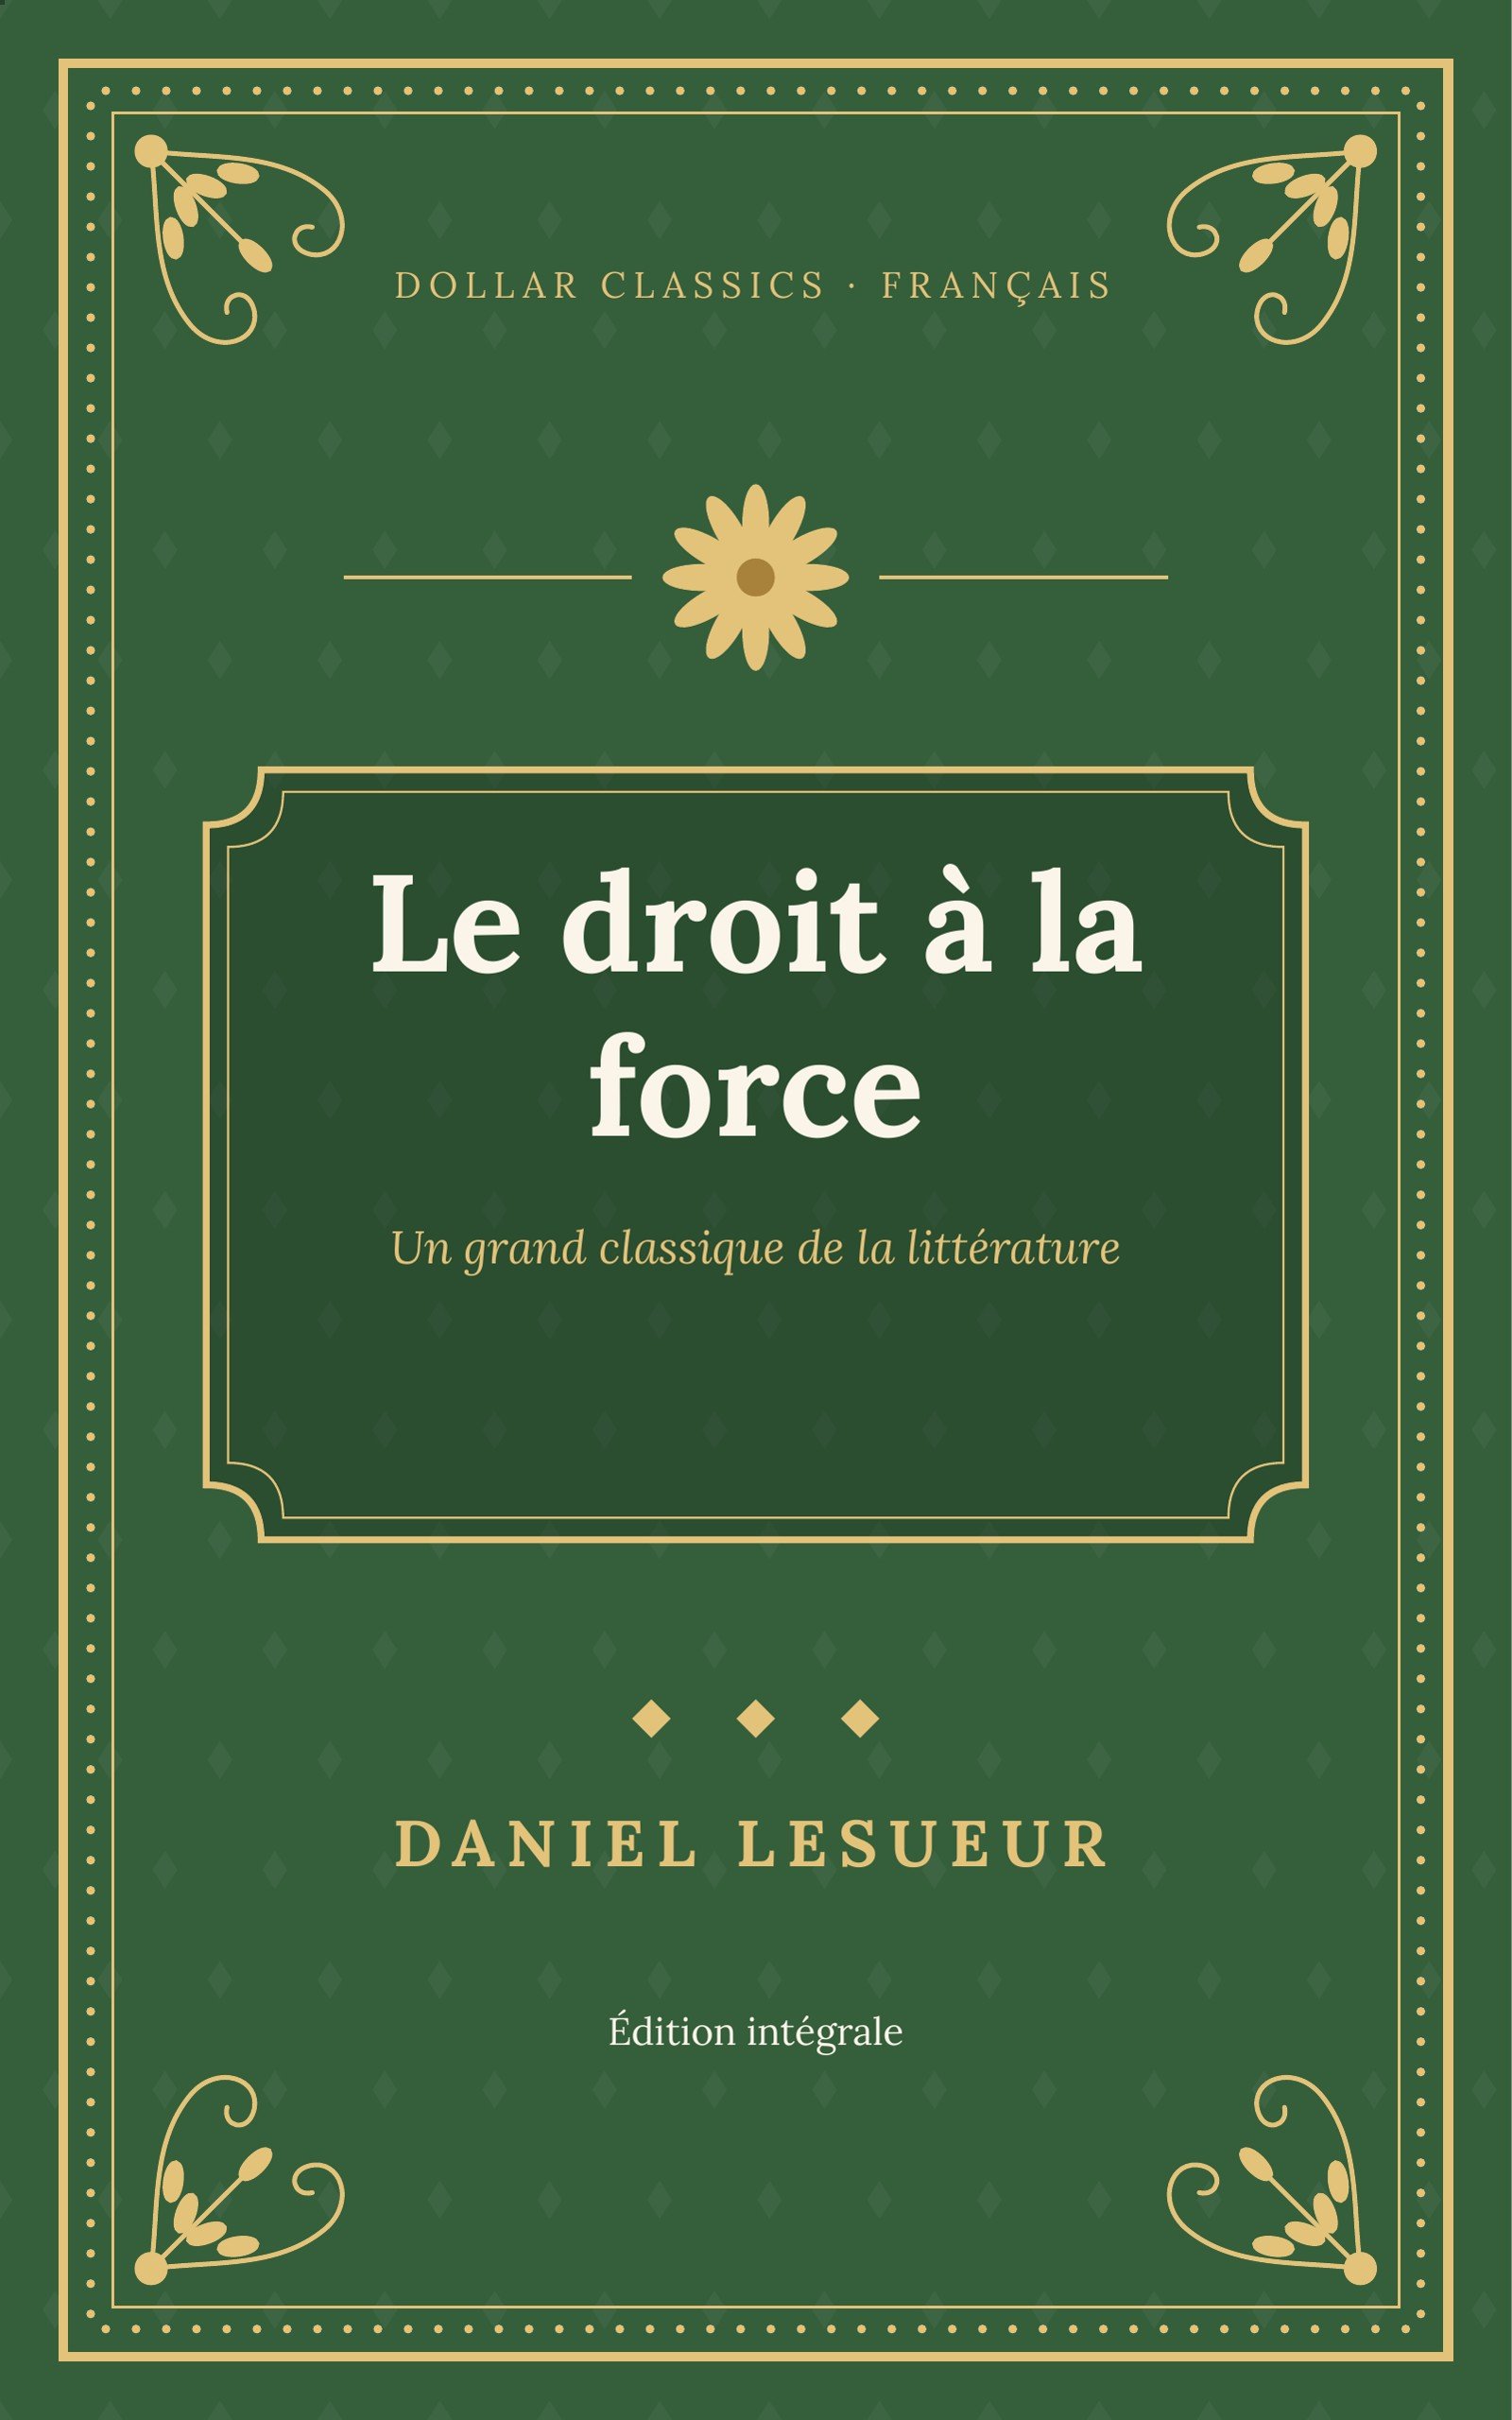 DOLLAR CLASSICS · FRANÇAIS
Le droit à la
force
Un grand classique de la littérature
DANIEL LESUEUR
Édition intégrale